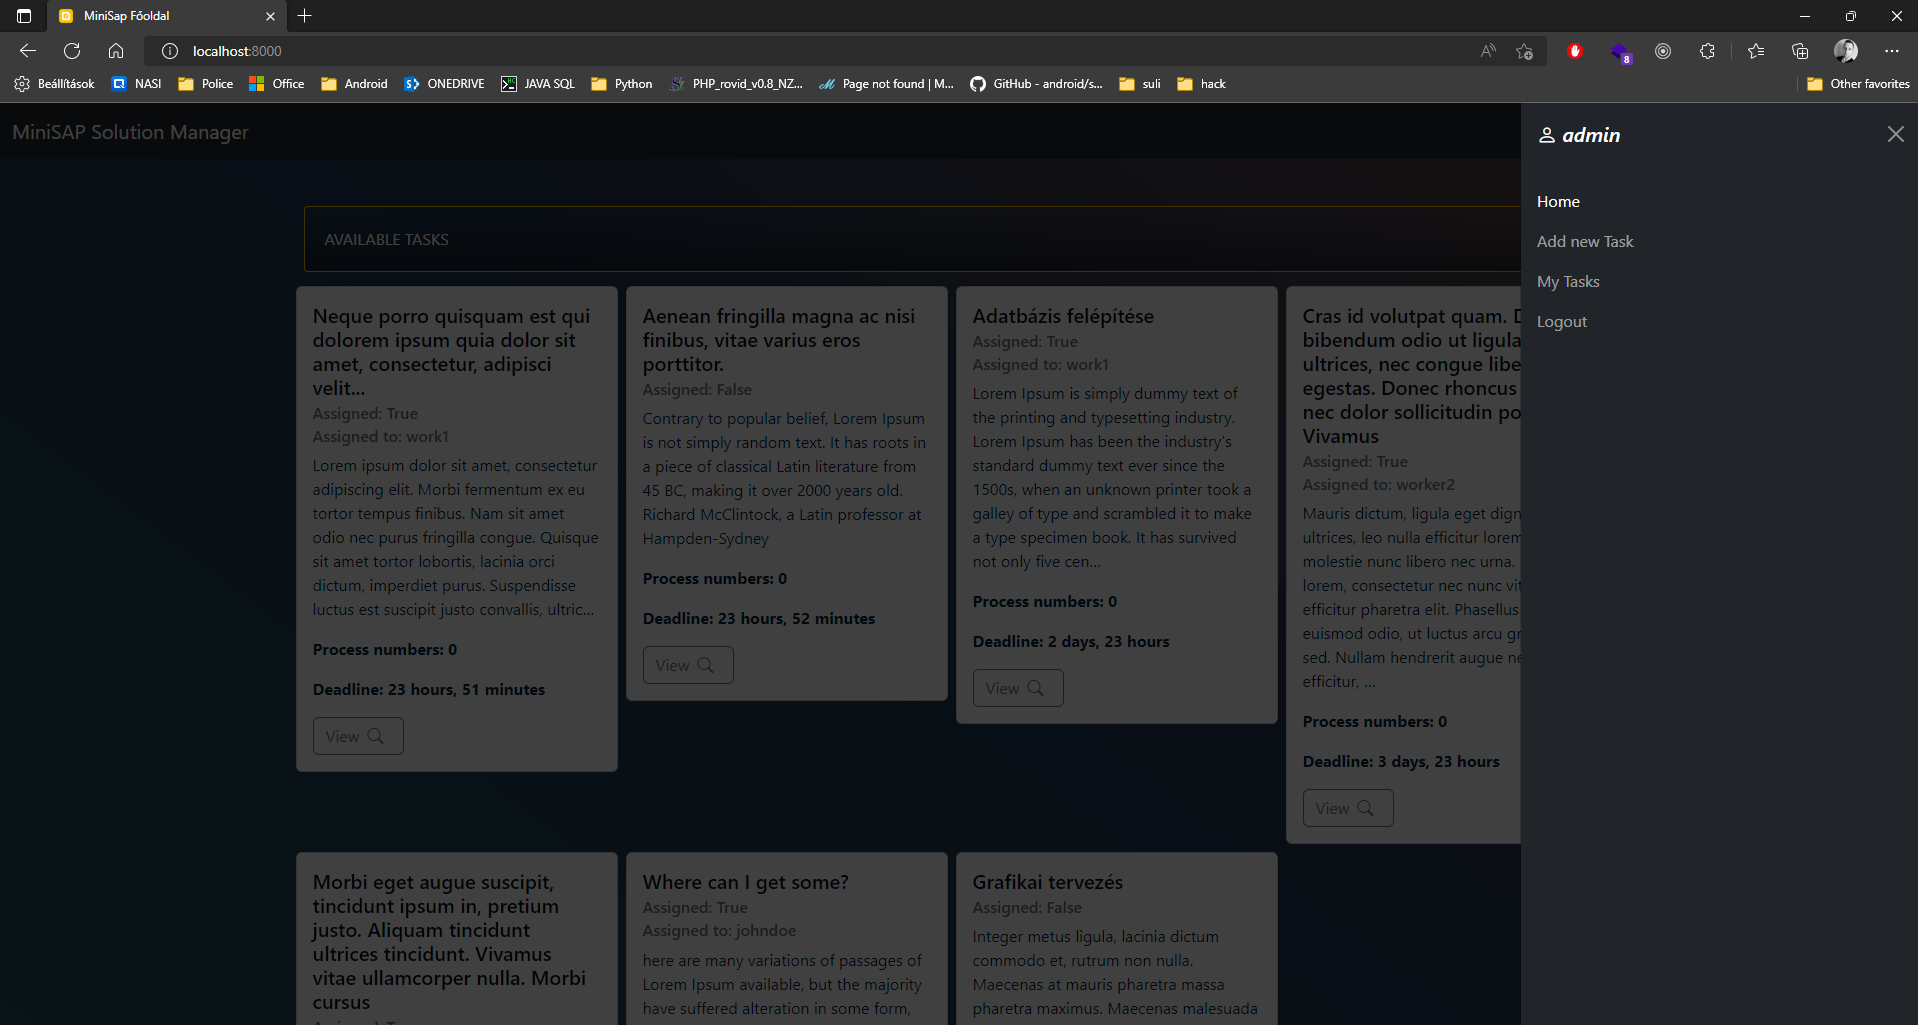 MiniSap Főoldal
localhost:8000
8
Beállítások
NASI
Police
Office
Android
ONEDRIVE
JAVA SQL
Python
PHP_rovid_v0.8_NZ...
Page not found | M...
GitHub - android/s...
suli
hack
Other favorites
MiniSAP Solution Manager
admin
Home
Add new Task
My Tasks
Logout
AVAILABLE TASKS
Neque porro quisquam est qui
dolorem ipsum quia dolor sit
amet, consectetur, adipisci
velit...
Assigned: True
Assigned to: work1
Lorem ipsum dolor sit amet, consectetur
adipiscing elit. Morbi fermentum ex eu
tortor tempus finibus. Nam sit amet
odio nec purus fringilla congue. Quisque
sit amet tortor lobortis, lacinia orci
dictum, imperdiet purus. Suspendisse
luctus est suscipit justo convallis, ultric...
Process numbers: 0
Deadline: 23 hours, 51 minutes
View
Aenean fringilla magna ac nisi
finibus, vitae varius eros
porttitor.
Assigned: False
Contrary to popular belief, Lorem Ipsum
is not simply random text. It has roots in
a piece of classical Latin literature from
45 BC, making it over 2000 years old.
Richard McClintock, a Latin professor at
Hampden-Sydney
Process numbers: 0
Deadline: 23 hours, 52 minutes
View
Adatbázis felépítése
Assigned: True
Assigned to: work1
Lorem Ipsum is simply dummy text of
the printing and typesetting industry.
Lorem Ipsum has been the industry's
standard dummy text ever since the
1500s, when an unknown printer took a
galley of type and scrambled it to make
a type specimen book. It has survived
not only five cen...
Process numbers: 0
Deadline: 2 days, 23 hours
View
Cras id volutpat quam.
bibendum odio ut ligula
ultrices, nec congue libe
egestas. Donec rhoncus
nec dolor sollicitudin po
Vivamus
Assigned: True
Assigned to: worker2
Mauris dictum, ligula eget dign
ultrices, leo nulla efficitur lorem
molestie nunc libero nec urna.
lorem, consectetur nec nunc vit
efficitur pharetra elit. Phasellus
euismod odio, ut luctus arcu gr
sed. Nullam hendrerit augue ne
efficitur, ...
Process numbers: 0
Deadline: 3 days, 23 hours
View
Morbi eget augue suscipit,
tincidunt ipsum in, pretium
justo. Aliquam tincidunt
ultrices tincidunt. Vivamus
vitae ullamcorper nulla. Morbi
cursus
Where can I get some?
Assigned: True
Assigned to: johndoe
here are many variations of passages of
Lorem Ipsum available, but the majority
have suffered alteration in some form,
Grafikai tervezés
Assigned: False
Integer metus ligula, lacinia dictum
commodo et, rutrum non nulla.
Maecenas at mauris pharetra massa
pharetra maximus. Maecenas malesuada